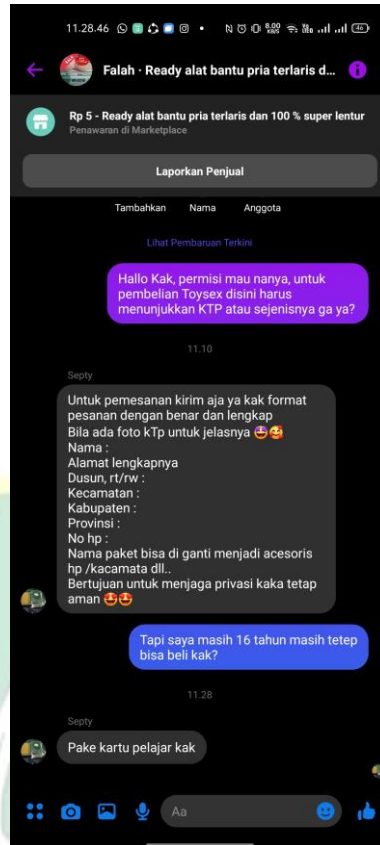 11.28.46
8.00 KB/S
46
Falah · Ready alat bantu pria terlaris d...
Rp 5 - Ready alat bantu pria terlaris dan 100 % super lentur
Penawaran di Marketplace
Laporkan Penjual
Tambahkan Nama Anggota
Lihat Pembaruan Terkini
Hallo Kak, permisi mau nanya, untuk
pembelian Toysex disini harus
menunjukkan KTP atau sejenisnya ga ya?
11.10
Septy
Untuk pemesanan kirim aja ya kak format
pesanan dengan benar dan lengkap
Bila ada foto kTp untuk jelasnya 🤩🥰
Nama :
Alamat lengkapnya
Dusun, rt/rw :
Kecamatan :
Kabupaten :
Provinsi :
No hp :
Nama paket bisa di ganti menjadi acesoris
hp /kacamata dll..
Bertujuan untuk menjaga privasi kaka tetap
aman 🤩🤩
Tapi saya masih 16 tahun masih tetep
bisa beli kak?
11.28
Septy
Pake kartu pelajar kak
Aa